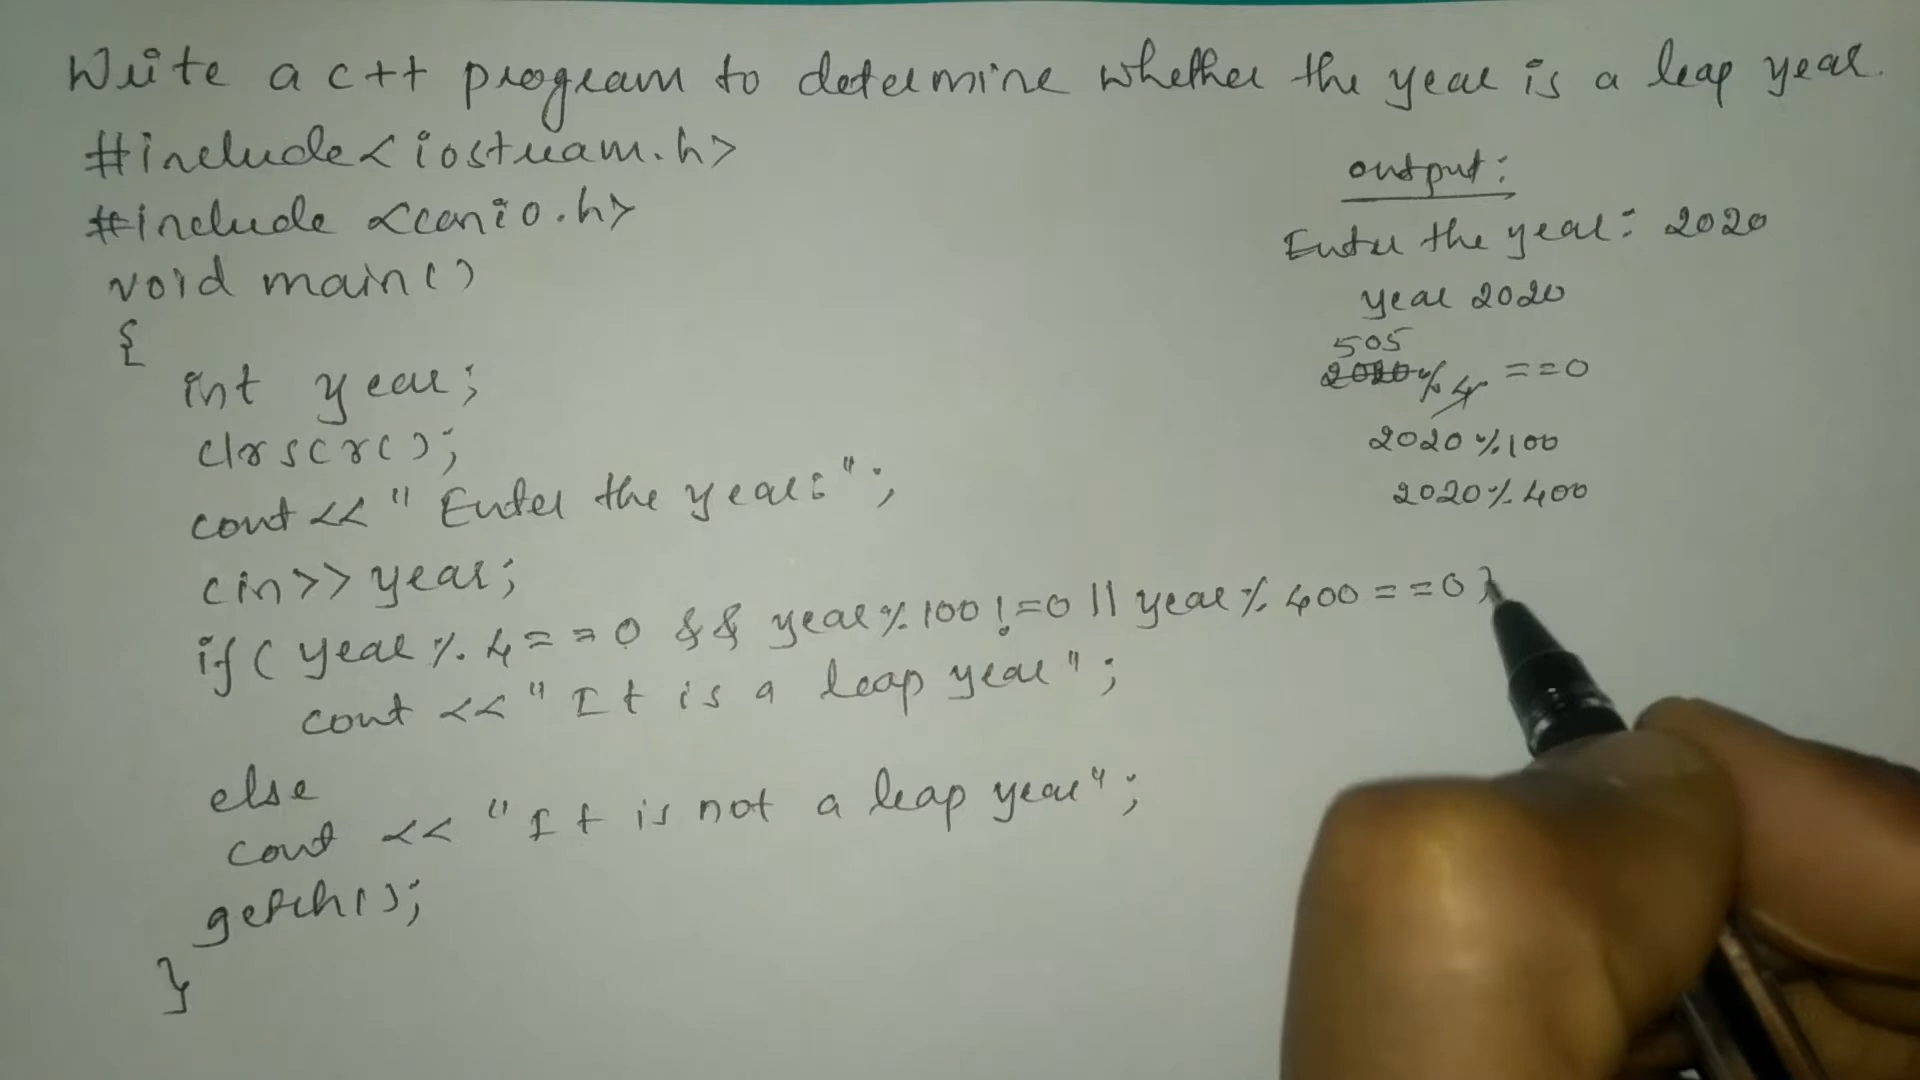 Write a c++ program to determine whether the year is a leap year.
#include<iostream.h>
#include <conio.h>
void main()
{
int year;
clrscr();
cout<<" Enter the year:";
cin>>year;
if( year % 4==0 && year%100!=0 || year % 400==0)
cout <<"It is a leap year";
else
cout << "It is not a leap year";
getch();
}
output:
Enter the year: 2020
year 2020
505
2020% 4 ==0
2020 %100
2020% 400